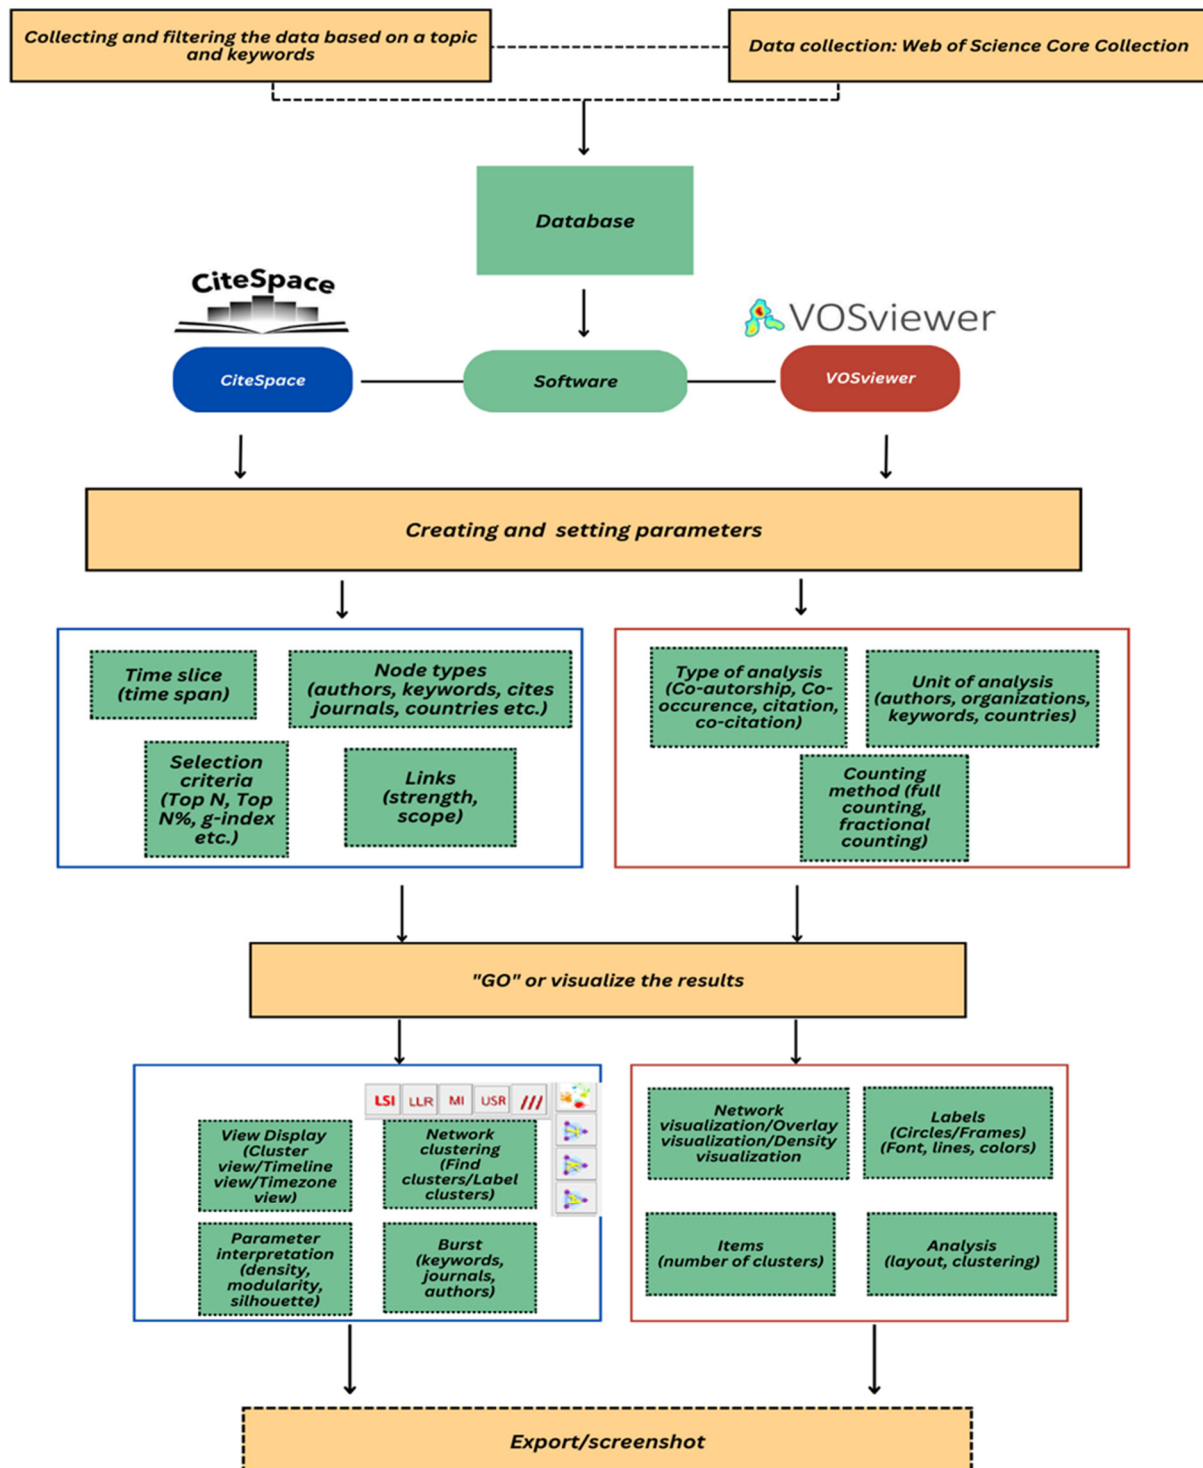 Collecting and filtering the data based on a topic
and keywords
Data collection: Web of Science Core Collection
Database
CiteSpace
VOSviewer
CiteSpace
Software
VOSviewer
Creating and setting parameters
Time slice
(time span)
Node types
(authors, keywords, cites
journals, countries etc.)
Selection
criteria
(Top N, Top
N%, g-index
etc.)
Links
(strength,
scope)
Type of analysis
(Co-autorship, Co-
occurence, citation,
co-citation)
Unit of analysis
(authors, organizations,
keywords, countries)
Counting
method (full
counting,
fractional
counting)
"GO" or visualize the results
LSI LLR MI USR
View Display
(Cluster
view/Timeline
view/Timezone
view)
Network
clustering
(Find
clusters/Label
clusters)
Parameter
interpretation
(density,
modularity,
silhouette)
Burst
(keywords,
journals,
authors)
Network
visualization/Overlay
visualization/Density
visualization
Labels
(Circles/Frames)
(Font, lines, colors)
Items
(number of clusters)
Analysis
(layout, clustering)
Export/screenshot